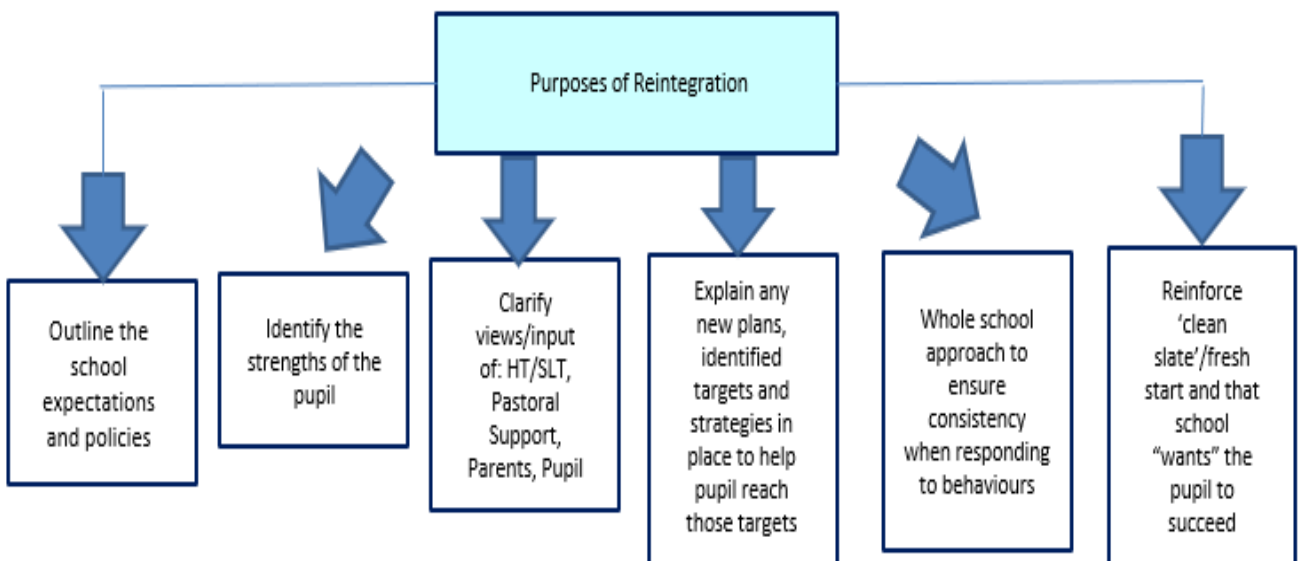 Purposes of Reintegration
Outline the
school
expectations
and policies
Identify the
strengths of the
pupil
Clarify
views/input
of: HT/SLT,
Pastoral
Support,
Parents, Pupil
Explain any
new plans,
identified
targets and
strategies in
place to help
pupil reach
those targets
Whole school
approach to
ensure
consistency
when responding
to behaviours
Reinforce
‘clean
slate’/fresh
start and that
school
“wants” the
pupil to
succeed